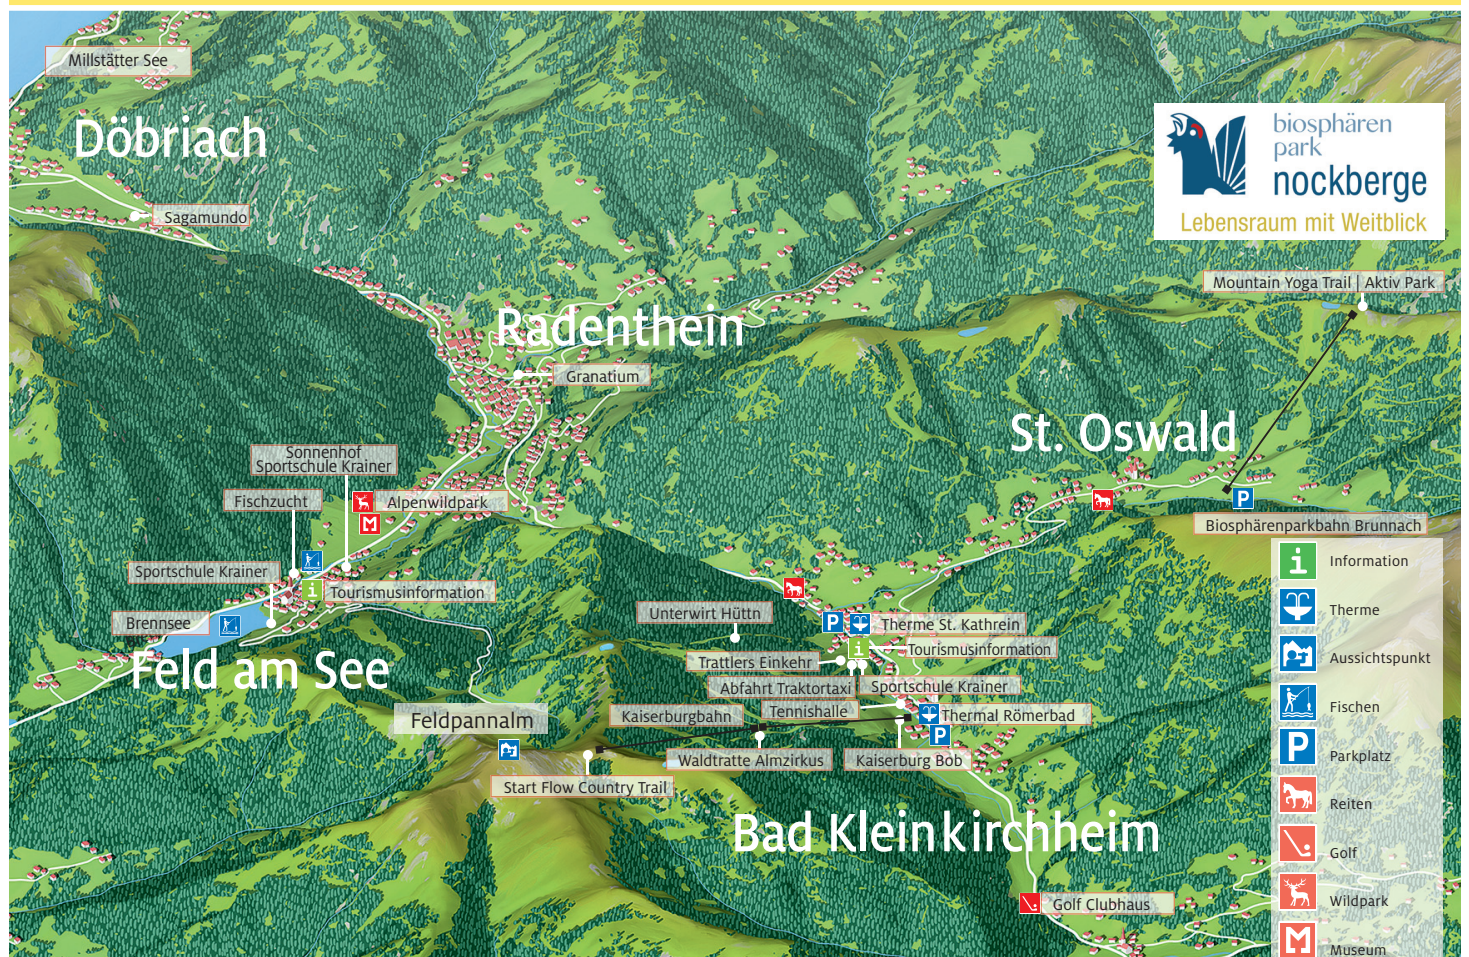 Millstätter See
Döbriach
biosphären
park
nockberge
Lebensraum mit Weitblick
Sagamundo
Mountain Yoga Trail | Aktiv Park
Radenthein
Granatium
St. Oswald
Sonnenhof
Sportschule Krainer
Fischzucht
Alpenwildpark
M
P
Biosphärenparkbahn Brunnach
Sportschule Krainer
i
Tourismusinformation
Brennsee
Feld am See
Unterwirt Hüttn
P
Therme St. Kathrein
i
Tourismusinformation
Trattlers Einkehr
Abfahrt Traktortaxi
Sportschule Krainer
Tennishalle
Feldpannalm
Kaiserburgbahn
Thermal Römerbad
P
Waldtratte Almzirkus
Kaiserburg Bob
Start Flow Country Trail
Bad Kleinkirchheim
Golf Clubhaus
i Information
Therme
Aussichtspunkt
Fischen
P Parkplatz
Reiten
Golf
Wildpark
M Museum